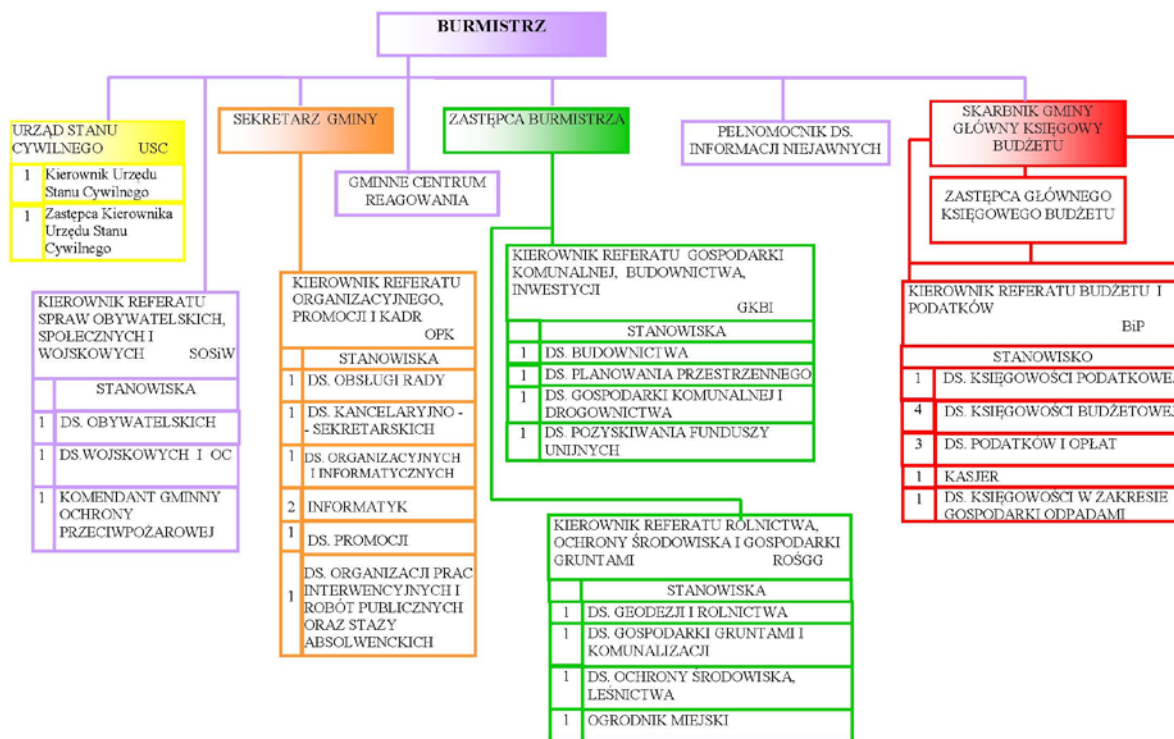 BURMISTRZ
URZĄD STANU
CYWILNEGO USC
1 Kierownik Urzędu
Stanu Cywilnego
1 Zastępca Kierownika
Urzędu Stanu
Cywilnego
SEKRETARZ GMINY
GMINNE CENTRUM
REAGOWANIA
ZASTĘPCA BURMISTRZA
PEŁNOMOCNIK DS.
INFORMACJI NIEJAWNYCH
SKARBNIK GMINY
GŁÓWNY KSIĘGOWY
BUDŻETU
ZASTĘPCA GŁÓWNEGO
KSIĘGOWEGO BUDŻETU
KIEROWNIK REFERATU
SPRAW OBYWATELSKICH,
SPOŁECZNYCH I
WOJSKOWYCH SOSiW
STANOWISKA
1 DS. OBYWATELSKICH
1 DS.WOJSKOWYCH I OC
1 KOMENDANT GMINNY
OCHRONY
PRZECIWPOŻAROWEJ
KIEROWNIK REFERATU
ORGANIZACYJNEGO,
PROMOCJI I KADR
OPK
STANOWISKA
1 DS. OBSŁUGI RADY
1 DS. KANCELARYJNO -
- SEKRETARSKICH
1 DS. ORGANIZACYJNYCH
I INFORMATYCZNYCH
2 INFORMATYK
1 DS. PROMOCJI
1 DS. ORGANIZACJI PRAC
INTERWENCYJNYCH I
ROBÓT PUBLICZNYCH
ORAZ STAŻY
ABSOLWENCKICH
KIEROWNIK REFERATU GOSPODARKI
KOMUNALNEJ, BUDOWNICTWA,
INWESTYCJI
GKBI
STANOWISKA
1 DS. BUDOWNICTWA
1 DS. PLANOWANIA PRZESTRZENNEGO
1 DS. GOSPODARKI KOMUNALNEJ I
DROGOWNICTWA
1 DS. POZYSKIWANIA FUNDUSZY
UNIJNYCH
KIEROWNIK REFERATU ROLNICTWA,
OCHRONY ŚRODOWISKA I GOSPODARKI
GRUNTAMI ROŚGG
STANOWISKA
1 DS. GEODEZJI I ROLNICTWA
1 DS. GOSPODARKI GRUNTAMI I
KOMUNALIZACJI
1 DS. OCHRONY ŚRODOWISKA,
LEŚNICTWA
1 OGRODNIK MIEJSKI
KIEROWNIK REFERATU BUDŻETU I
PODATKÓW
BiP
STANOWISKO
1 DS. KSIĘGOWOŚCI PODATKOWEJ
4 DS. KSIĘGOWOŚCI BUDŻETOWEJ
3 DS. PODATKÓW I OPŁAT
1 KASJER
1 DS. KSIĘGOWOŚCI W ZAKRESIE
GOSPODARKI ODPADAMI